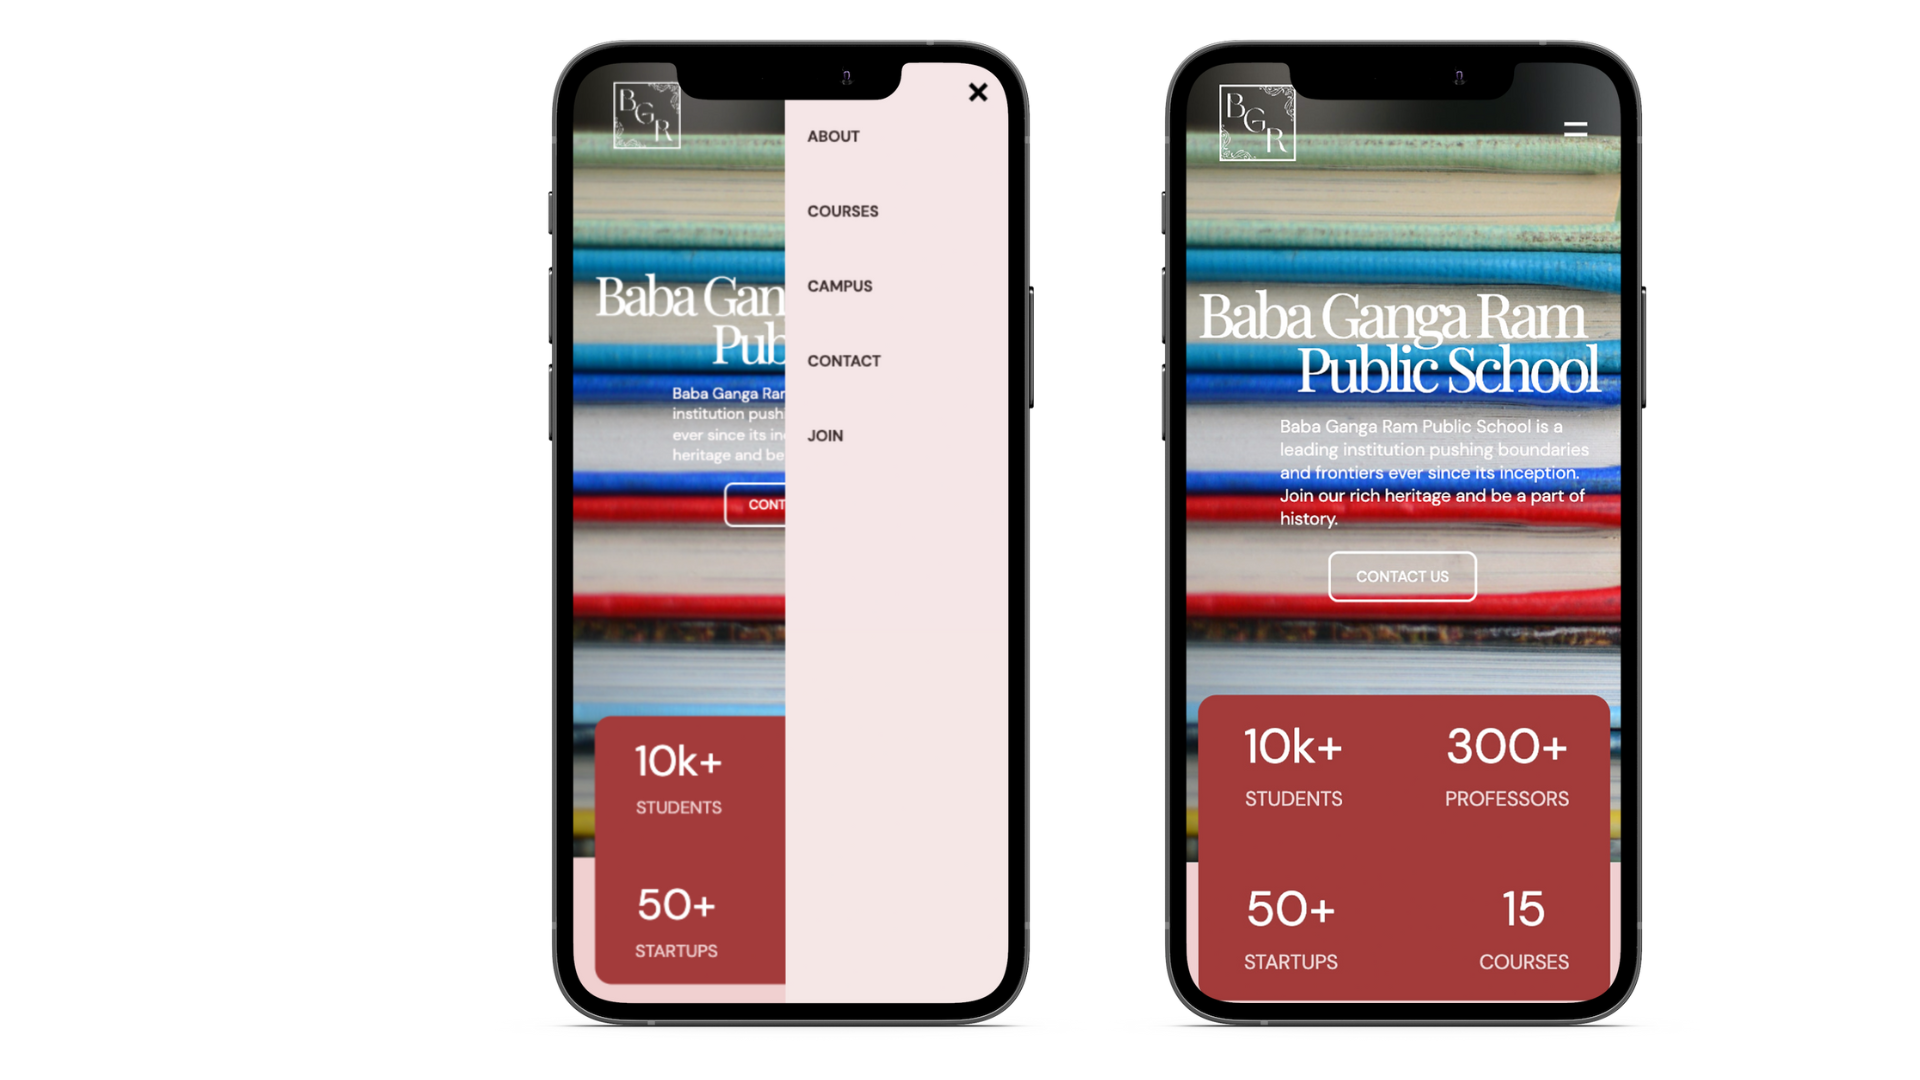 BGR
ABOUT
COURSES
CAMPUS
CONTACT
JOIN
Baba Gan
Pub
Baba Ganga Ram
institution push
ever since its in
heritage and be
CONT
10k+
STUDENTS
50+
STARTUPS
BGR
Baba Ganga Ram
Public School
Baba Ganga Ram Public School is a
leading institution pushing boundaries
and frontiers ever since its inception.
Join our rich heritage and be a part of
history.
CONTACT US
10k+
STUDENTS
300+
PROFESSORS
50+
STARTUPS
15
COURSES